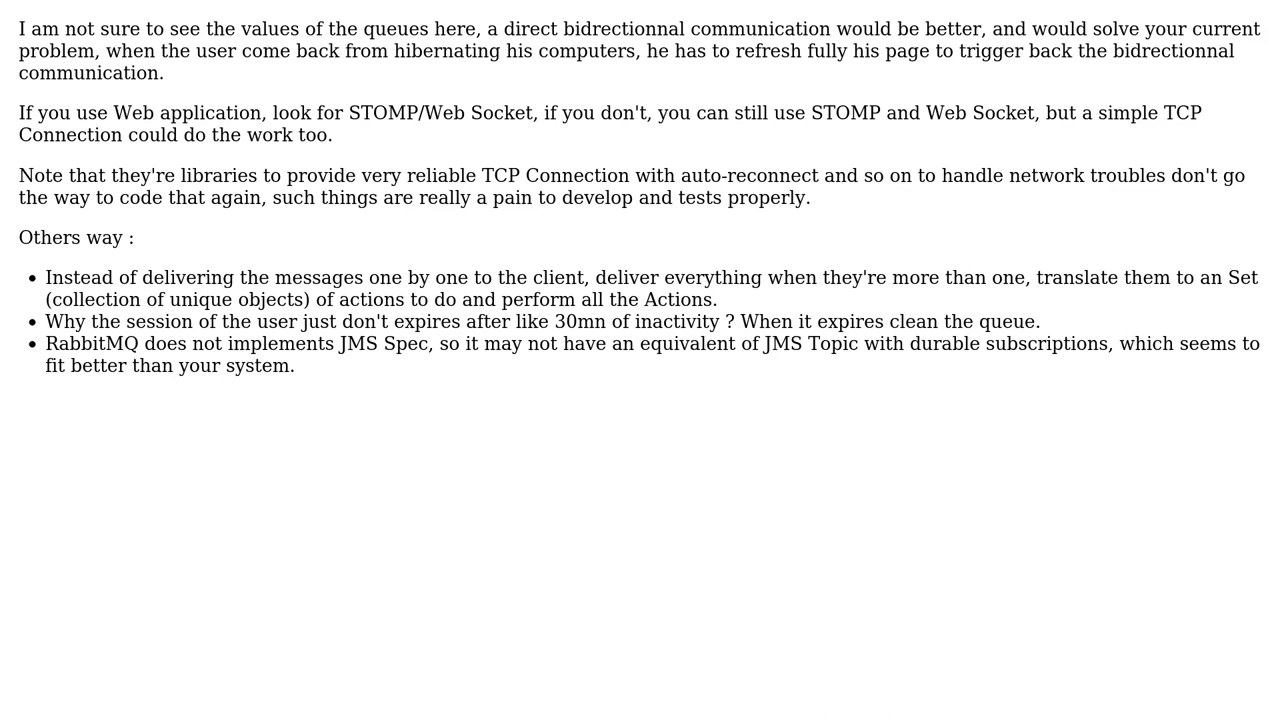 I am not sure to see the values of the queues here, a direct bidrectionnal communication would be better, and would solve your current
problem, when the user come back from hibernating his computers, he has to refresh fully his page to trigger back the bidrectionnal
communication.
If you use Web application, look for STOMP/Web Socket, if you don't, you can still use STOMP and Web Socket, but a simple TCP
Connection could do the work too.
Note that they're libraries to provide very reliable TCP Connection with auto-reconnect and so on to handle network troubles don't go
the way to code that again, such things are really a pain to develop and tests properly.
Others way :
• Instead of delivering the messages one by one to the client, deliver everything when they're more than one, translate them to an Set
(collection of unique objects) of actions to do and perform all the Actions.
• Why the session of the user just don't expires after like 30mn of inactivity ? When it expires clean the queue.
• RabbitMQ does not implements JMS Spec, so it may not have an equivalent of JMS Topic with durable subscriptions, which seems to
fit better than your system.